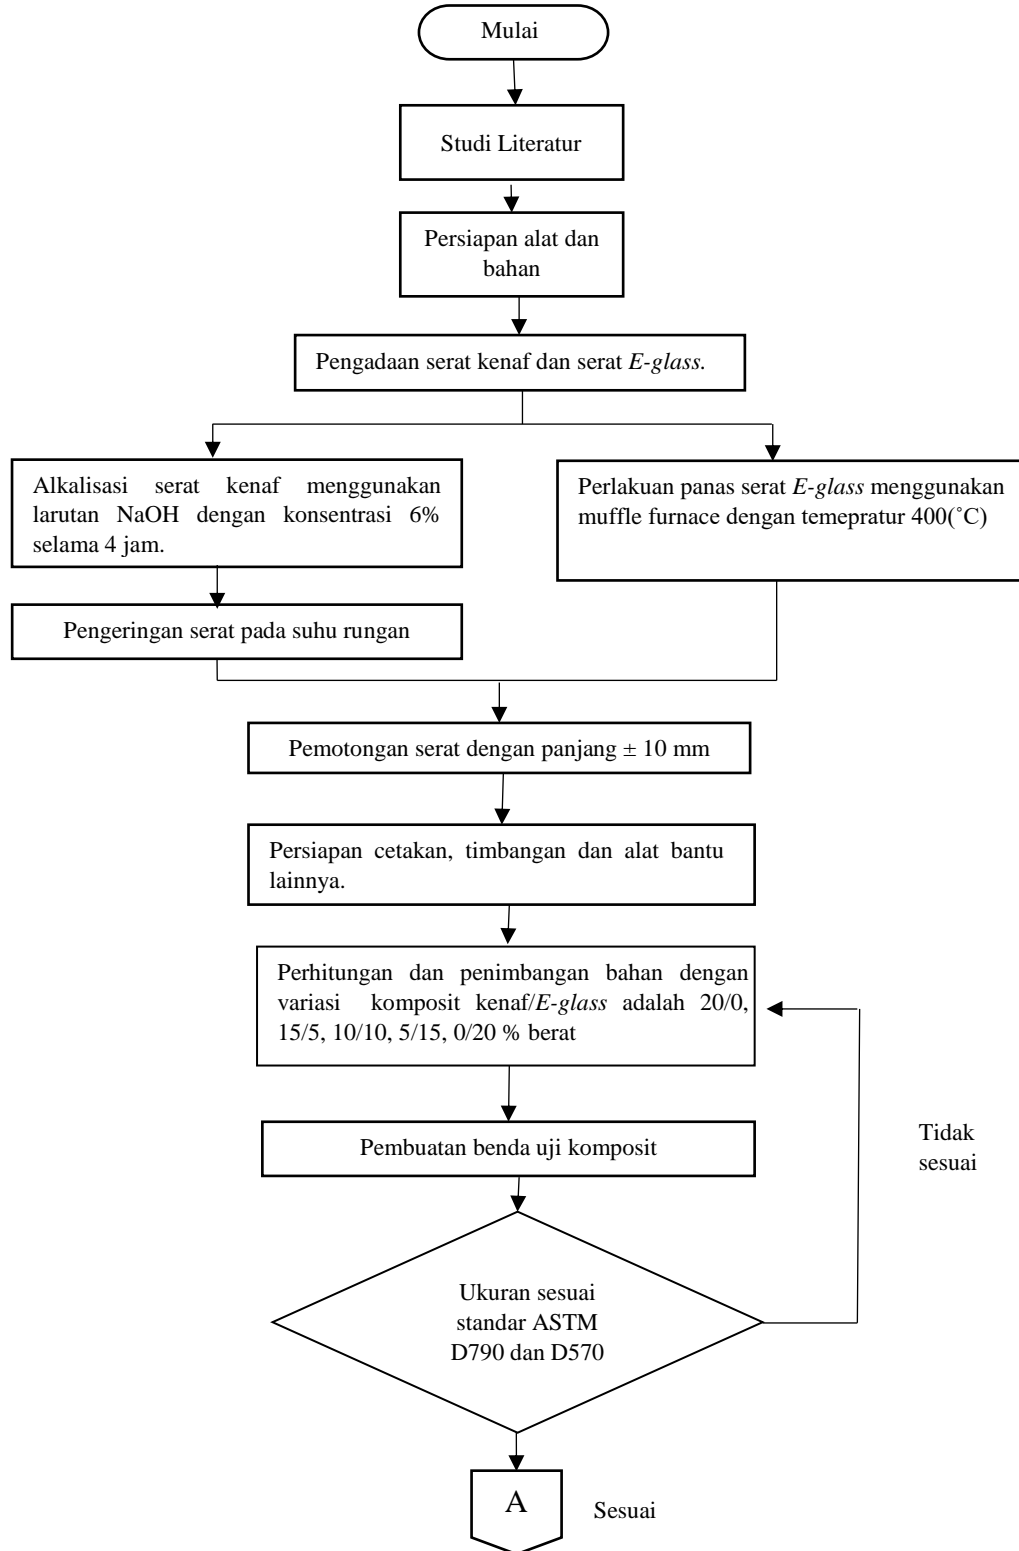 Mulai
Studi Literatur
Persiapan alat dan
bahan
Pengadaan serat kenaf dan serat E-glass.
Alkalisasi serat kenaf menggunakan
larutan NaOH dengan konsentrasi 6%
selama 4 jam.
Perlakuan panas serat E-glass menggunakan
muffle furnace dengan temepratur 400(˚C)
Pengeringan serat pada suhu rungan
Pemotongan serat dengan panjang ± 10 mm
Persiapan cetakan, timbangan dan alat bantu
lainnya.
Perhitungan dan penimbangan bahan dengan
variasi komposit kenaf/E-glass adalah 20/0,
15/5, 10/10, 5/15, 0/20 % berat
Pembuatan benda uji komposit
Tidak
sesuai
Ukuran sesuai
standar ASTM
D790 dan D570
A
Sesuai